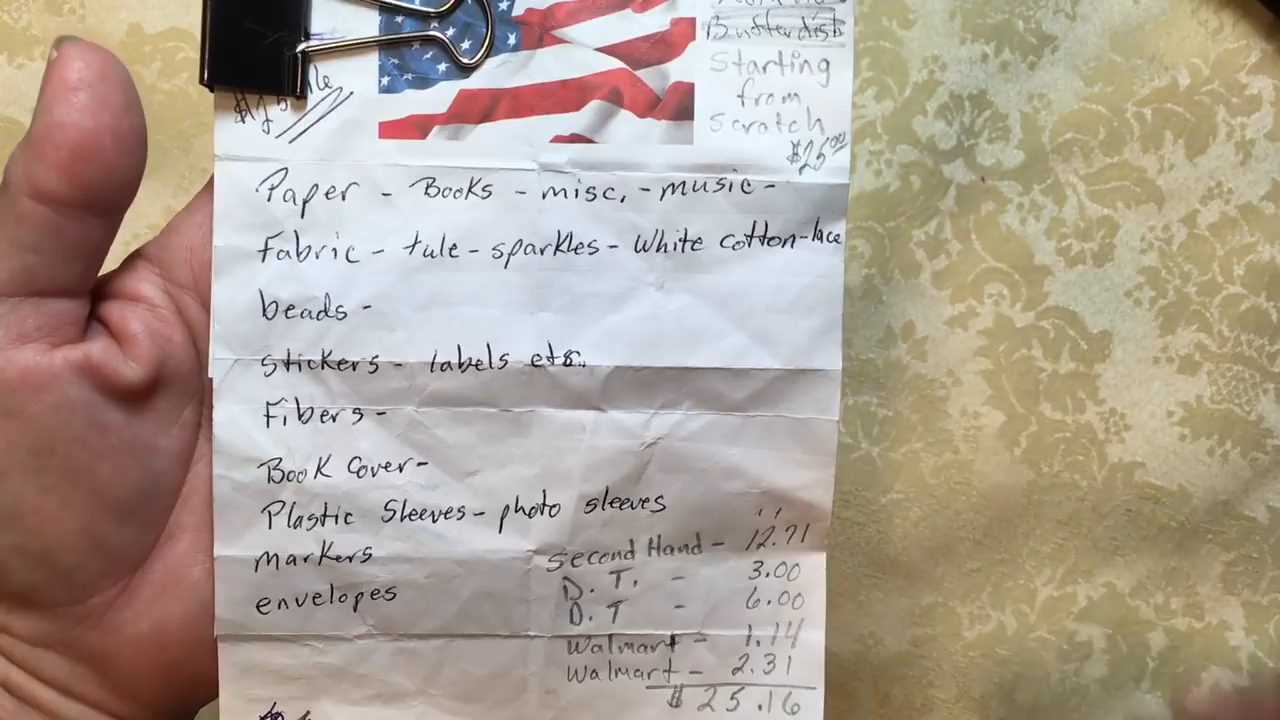 Butterdish
Starting
from
scratch
$25.00
Paper - Books - misc. - music -
Fabric - tule - sparkles - White cotton - lace
beads -
stickers - labels etc.
Fibers -
Book Cover -
Plastic Sleeves - photo sleeves
markers
envelopes
Second Hand - 12.71
D. T. - 3.00
D. T - 6.00
Walmart - 1.14
Walmart - 2.31
$25.16